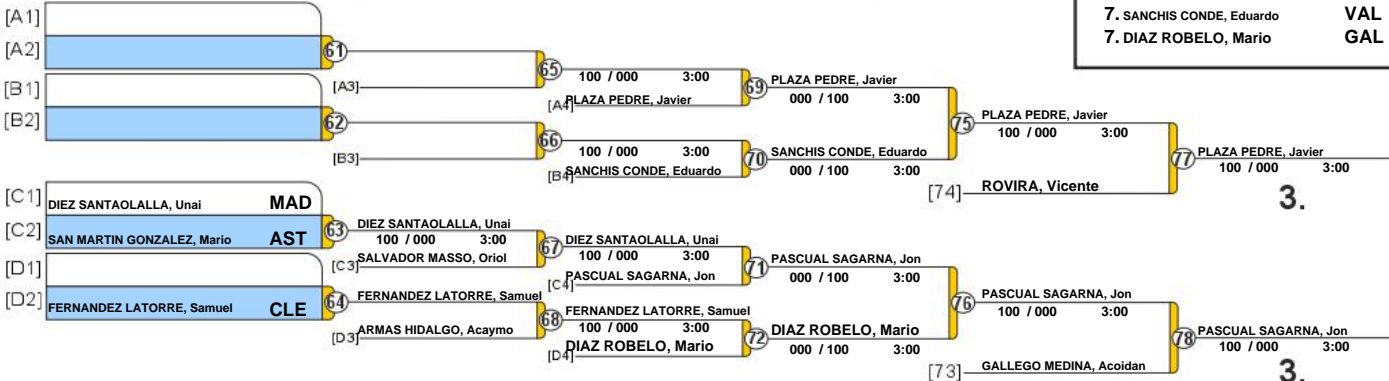 7. SANCHIS CONDE, Eduardo VAL
7. DIAZ ROBELO, Mario GAL
[A1]
[A2]
61
[A3]
65
100 / 000 3:00
[A4] PLAZA PEDRE, Javier
69
PLAZA PEDRE, Javier
000 / 100 3:00
[B1]
[B2]
62
[B3]
66
100 / 000 3:00
[B4] SANCHIS CONDE, Eduardo
70
SANCHIS CONDE, Eduardo
000 / 100 3:00
75
PLAZA PEDRE, Javier
100 / 000 3:00
[74] ROVIRA, Vicente
77
PLAZA PEDRE, Javier
100 / 000 3:00
3.
[C1] DIEZ SANTAOLALLA, Unai MAD
[C2] SAN MARTIN GONZALEZ, Mario AST
63
DIEZ SANTAOLALLA, Unai
100 / 000 3:00
[C3] SALVADOR MASSO, Oriol
67
DIEZ SANTAOLALLA, Unai
100 / 000 3:00
[C4] PASCUAL SAGARNA, Jon
71
PASCUAL SAGARNA, Jon
000 / 100 3:00
[D1]
[D2] FERNANDEZ LATORRE, Samuel CLE
64
FERNANDEZ LATORRE, Samuel
[D3] ARMAS HIDALGO, Acaymo
68
FERNANDEZ LATORRE, Samuel
100 / 000 3:00
[D4] DIAZ ROBELO, Mario
72
DIAZ ROBELO, Mario
000 / 100 3:00
76
PASCUAL SAGARNA, Jon
100 / 000 3:00
[73] GALLEGO MEDINA, Acoidan
78
PASCUAL SAGARNA, Jon
100 / 000 3:00
3.